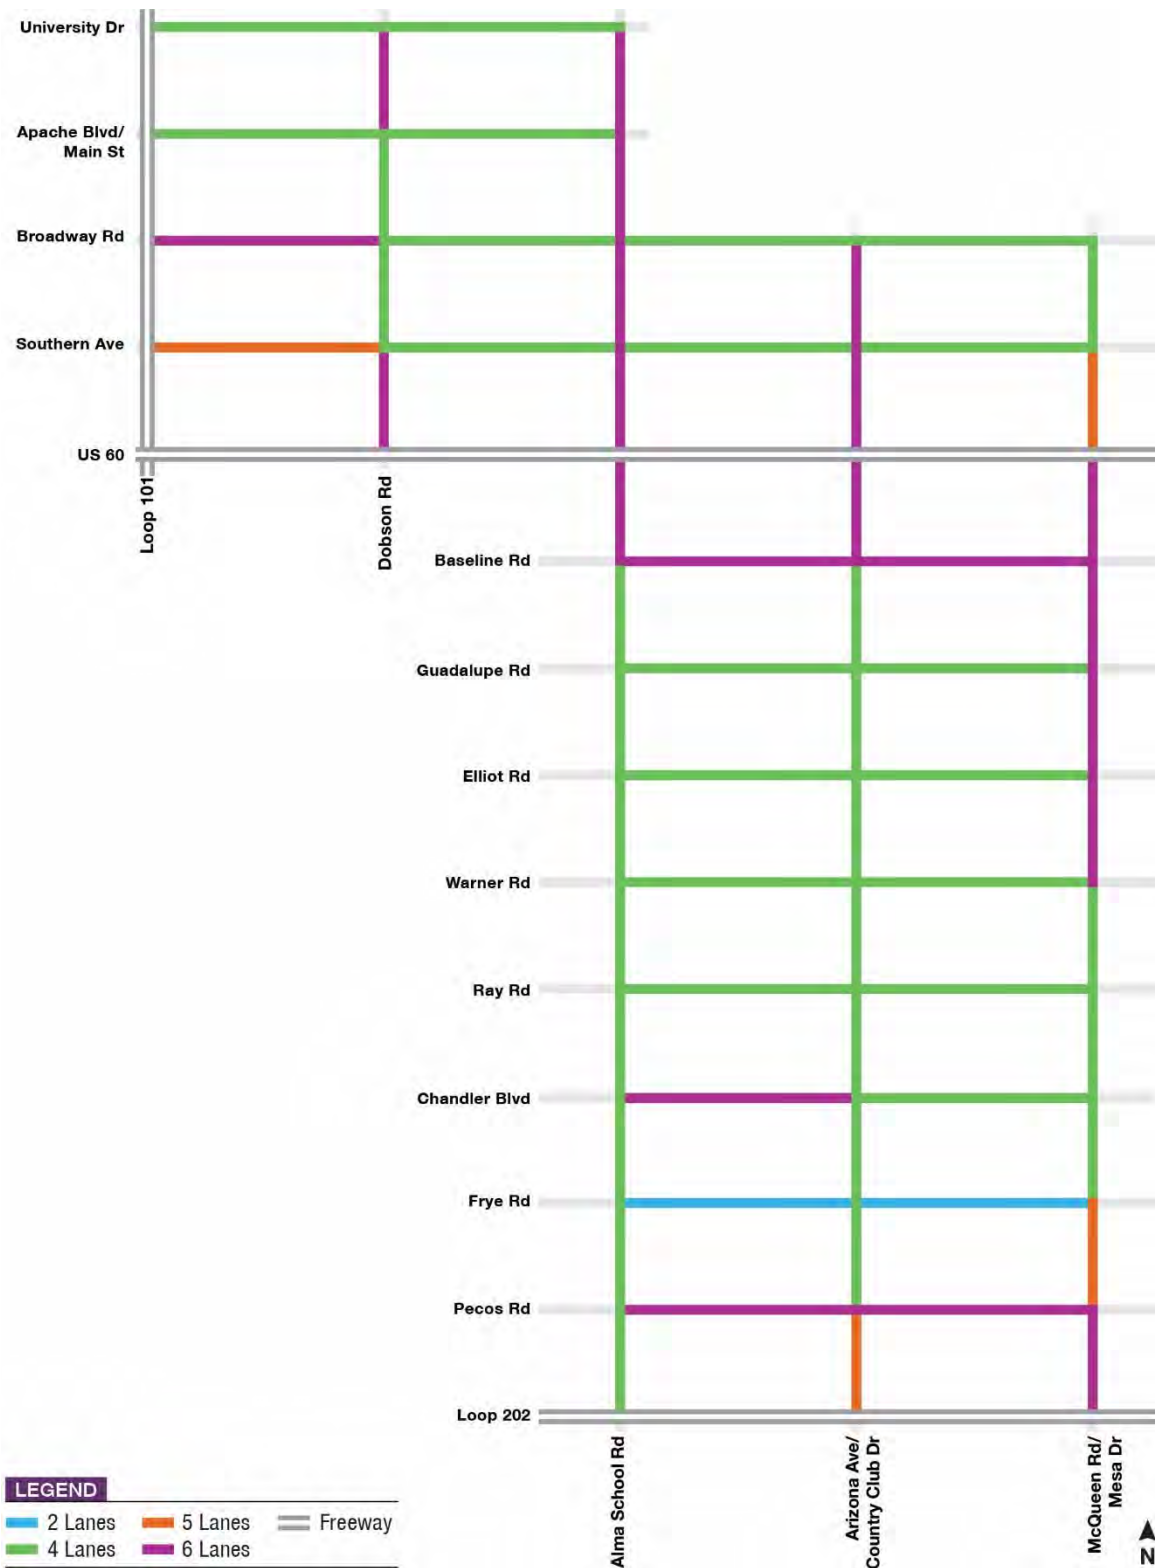 University Dr
Apache Blvd/
Main St
Broadway Rd
Southern Ave
US 60
Loop 101
Dobson Rd
Baseline Rd
Guadalupe Rd
Elliot Rd
Warner Rd
Ray Rd
Chandler Blvd
Frye Rd
Pecos Rd
Loop 202
Alma School Rd
Arizona Ave/
Country Club Dr
McQueen Rd/
Mesa Dr
N
LEGEND
2 Lanes
5 Lanes
Freeway
4 Lanes
6 Lanes